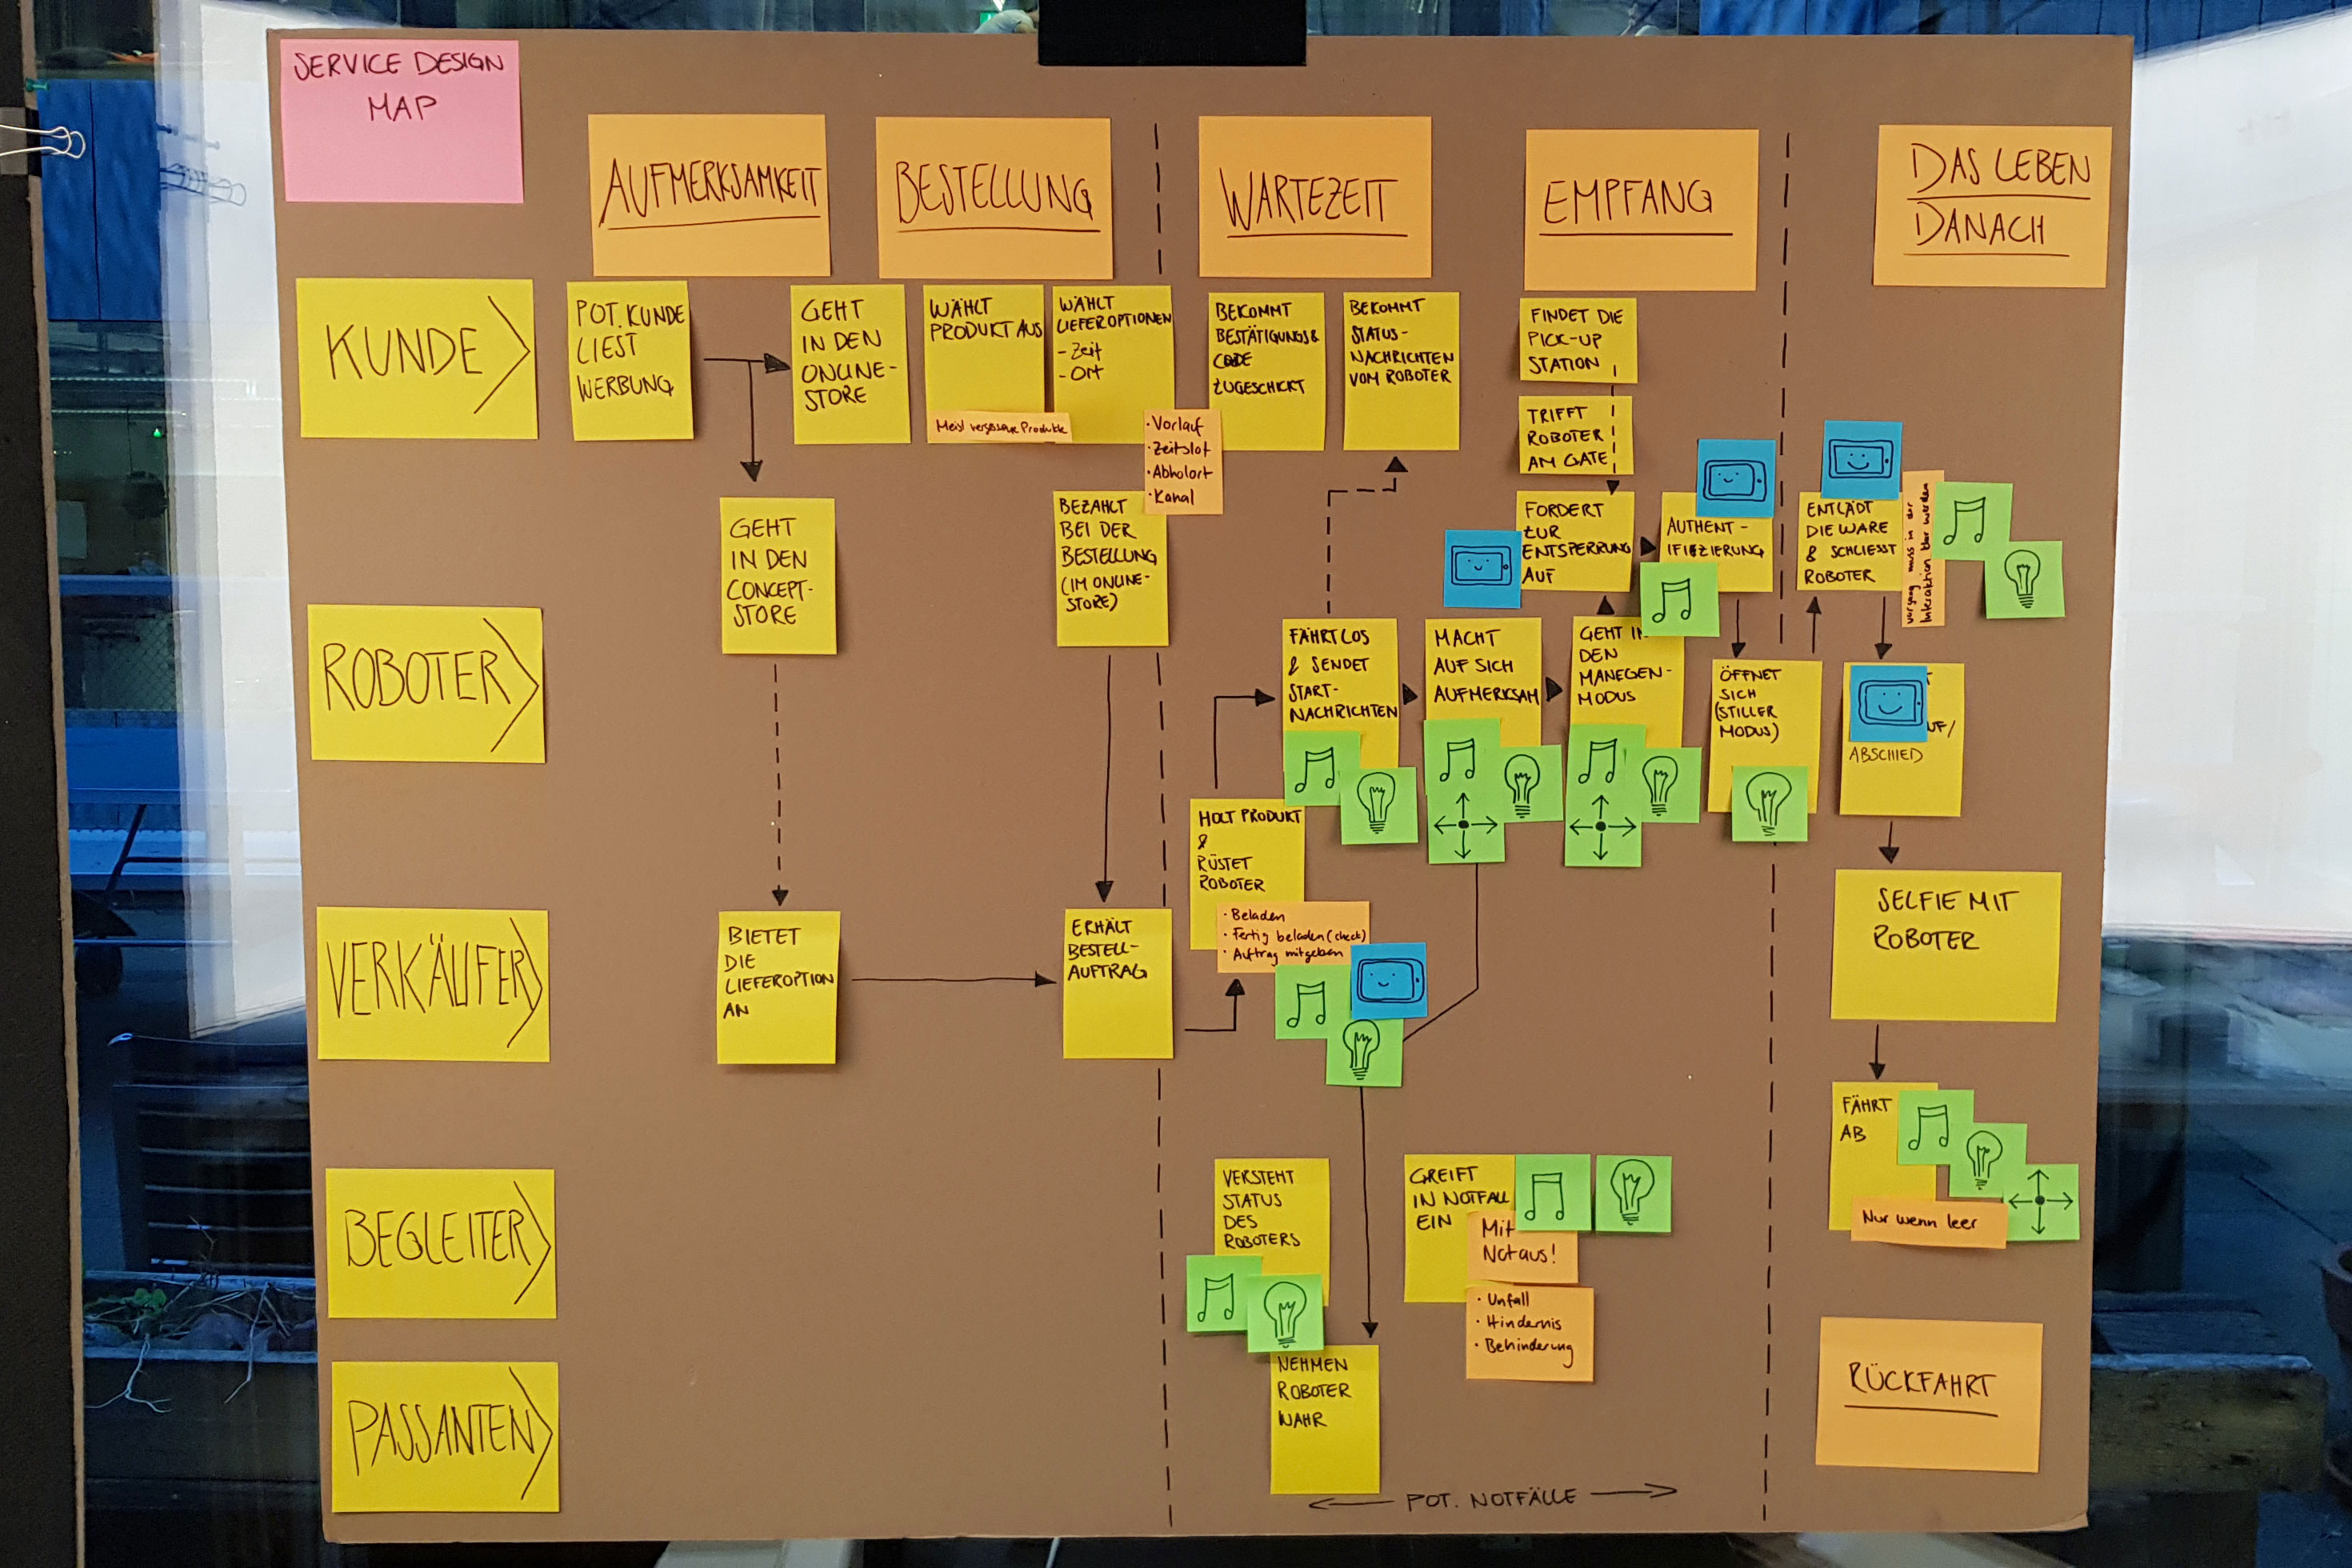 SERVICE DESIGN
MAP
AUFMERKSAMKEIT
BESTELLUNG
WARTEZEIT
EMPFANG
DAS LEBEN
DANACH
KUNDE
POT. KUNDE
LIEST
WERBUNG
GEHT
IN DEN
ONLINE-
STORE
WÄHLT
PRODUKT AUS
Meist vergessene Produkte
WÄHLT
LIEFEROPTIONEN
- Zeit
- Ort
• Vorlauf
• Zeitslot
• Abholort
• Kanal
BEKOMMT
BESTÄTIGUNGS&
CODE
ZUGESCHICKT
BEKOMMT
STATUS-
NACHRICHTEN
VOM ROBOTER
FINDET DIE
PICK-UP
STATION
TRIFFT
ROBOTER
AM GATE
GEHT
IN DEN
CONCEPT-
STORE
BEZAHLT
BEI DER
BESTELLUNG
(IM ONLINE-
STORE)
FORDERT
ZUR
ENTSPERRUNG
AUF
AUTHENT-
IFIZIERUNG
ENTLÄDT
DIE WARE
& SCHLIESST
ROBOTER
vorgang muss in der
Interaktion klar werden
ROBOTER
FÄHRT LOS
& SENDET
START-
NACHRICHTEN
MACHT
AUF SICH
AUFMERKSAM
GEHT IN
DEN
MANEGEN-
MODUS
ÖFFNET
SICH
(STILLER
MODUS)
UF/
ABSCHIED
HOLT PRODUKT
&
RÜSTET
ROBOTER
• Beladen
• Fertig beladen (check)
• Auftrag mitgeben
SELFIE MIT
ROBOTER
VERKÄUFER
BIETET
DIE
LIEFEROPTION
AN
ERHÄLT
BESTELL-
AUFTRAG
FÄHRT
AB
Nur wenn leer
BEGLEITER
VERSTEHT
STATUS
DES
ROBOTERS
GREIFT
IN NOTFALL
EIN
Mit
Notaus!
• Unfall
• Hindernis
• Behinderung
PASSANTEN
NEHMEN
ROBOTER
WAHR
RÜCKFAHRT
POT. NOTFÄLLE